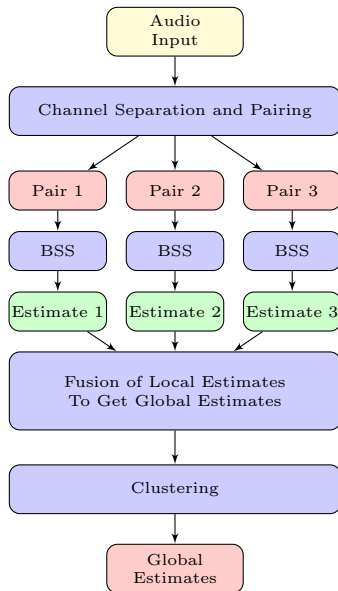 Audio
Input
Channel Separation and Pairing
Pair 1
Pair 2
Pair 3
BSS
BSS
BSS
Estimate 1
Estimate 2
Estimate 3
Fusion of Local Estimates
To Get Global Estimates
Clustering
Global
Estimates